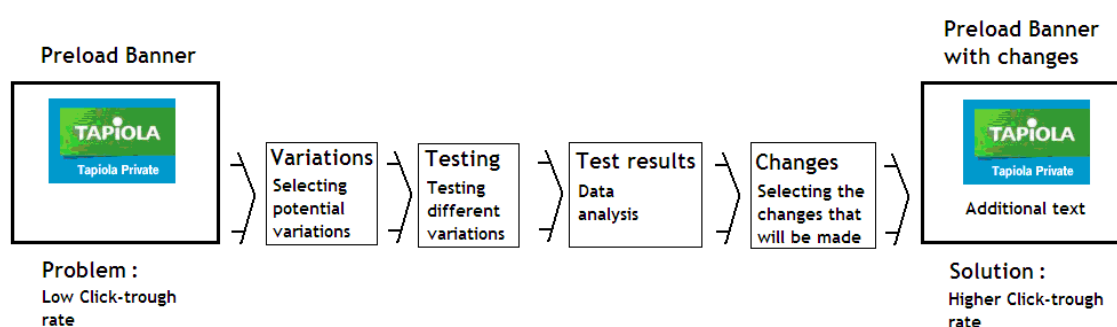 Preload Banner
TAPIOLA
Tapiola Private
Problem :
Low Click-trough
rate
Variations
Selecting
potential
variations
Testing
Testing
different
variations
Test results
Data
analysis
Changes
Selecting the
changes that
will be made
Preload Banner
with changes
TAPIOLA
Tapiola Private
Additional text
Solution :
Higher Click-trough
rate